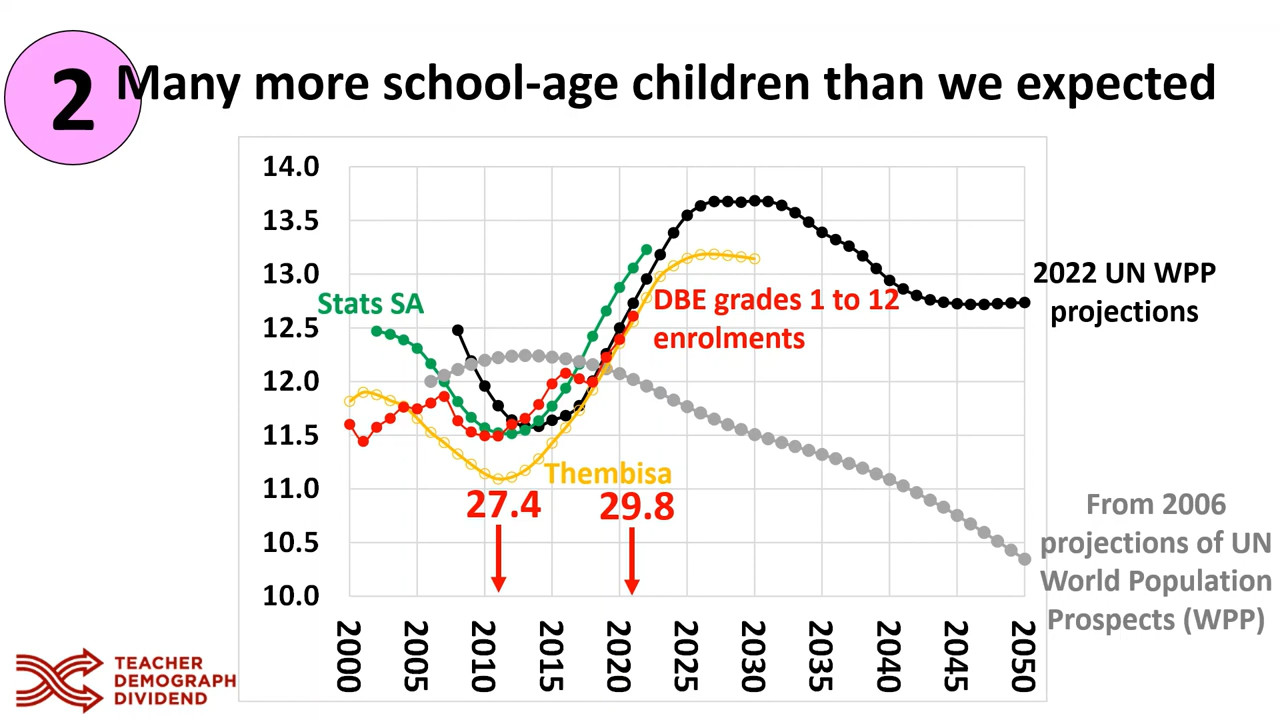 2
Many more school-age children than we expected
14.0
13.5
13.0
12.5
12.0
11.5
11.0
10.5
10.0
Stats SA
DBE grades 1 to 12
enrolments
2022 UN WPP
projections
Thembisa
27.4
29.8
From 2006
projections of UN
World Population
Prospects (WPP)
2000
2005
2010
2015
2020
2025
2030
2035
2040
2045
2050
TEACHER
DEMOGRAPH
DIVIDEND